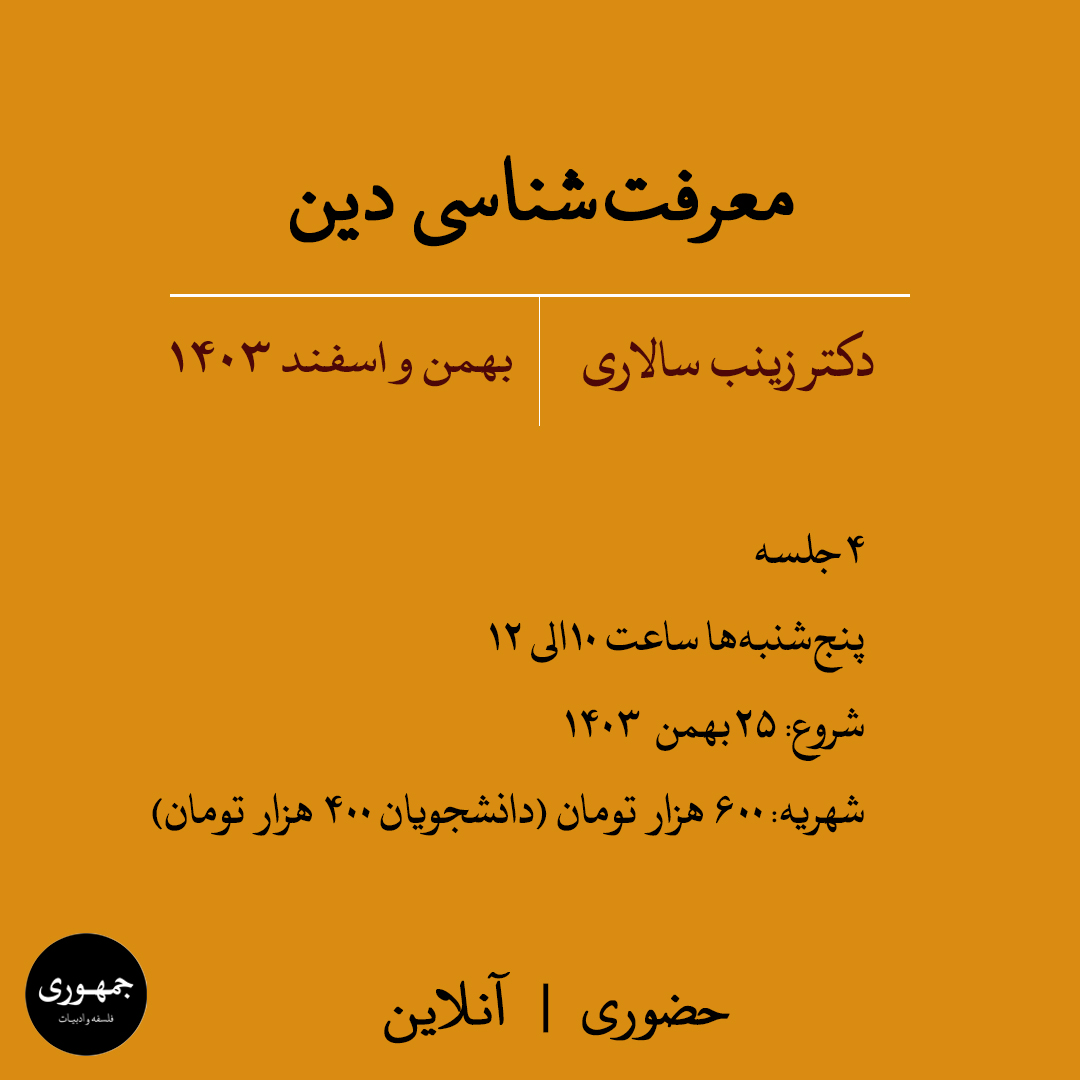 معرفت‌شناسی دین
دکتر زینب سالاری
بهمن و اسفند ۱۴۰۳
۴ جلسه
پنج‌شنبه‌ها ساعت ۱۰ الی ۱۲
شروع: ۲۵ بهمن ۱۴۰۳
شهریه: ۶۰۰ هزار تومان (دانشجویان ۴۰۰ هزار تومان)
حضوری | آنلاین
جمهوری
فلسفه و ادبیات